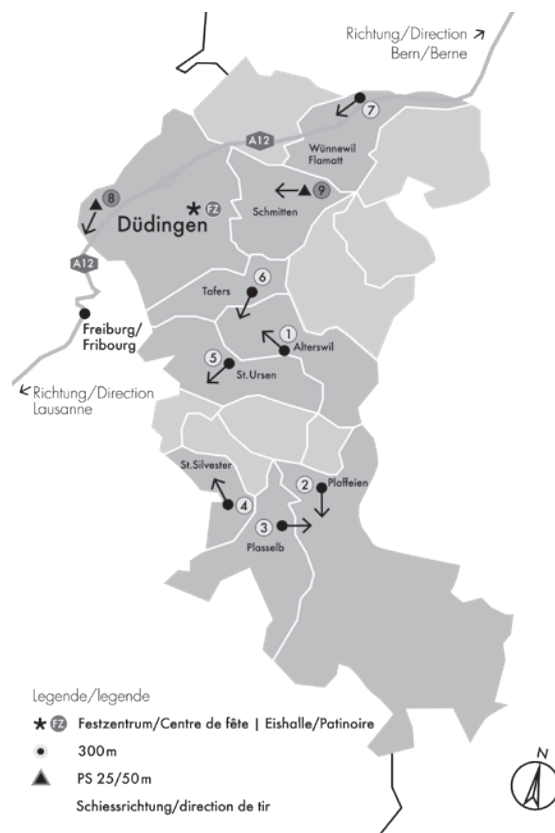 Richtung/Direction
Bern/Berne
7
A12
Wünnewil
Flamatt
8
9
FZ
Schmitten
Düdingen
A12
6
Tafers
Freiburg/
Fribourg
1
Alterswil
5
St.Ursen
Richtung/Direction
Lausanne
St.Silvester
2
Plaffeien
4
3
Plasselb
Legende/legende
FZ Festzentrum/Centre de fête | Eishalle/Patinoire
300m
PS 25/50m
Schiessrichtung/direction de tir
N